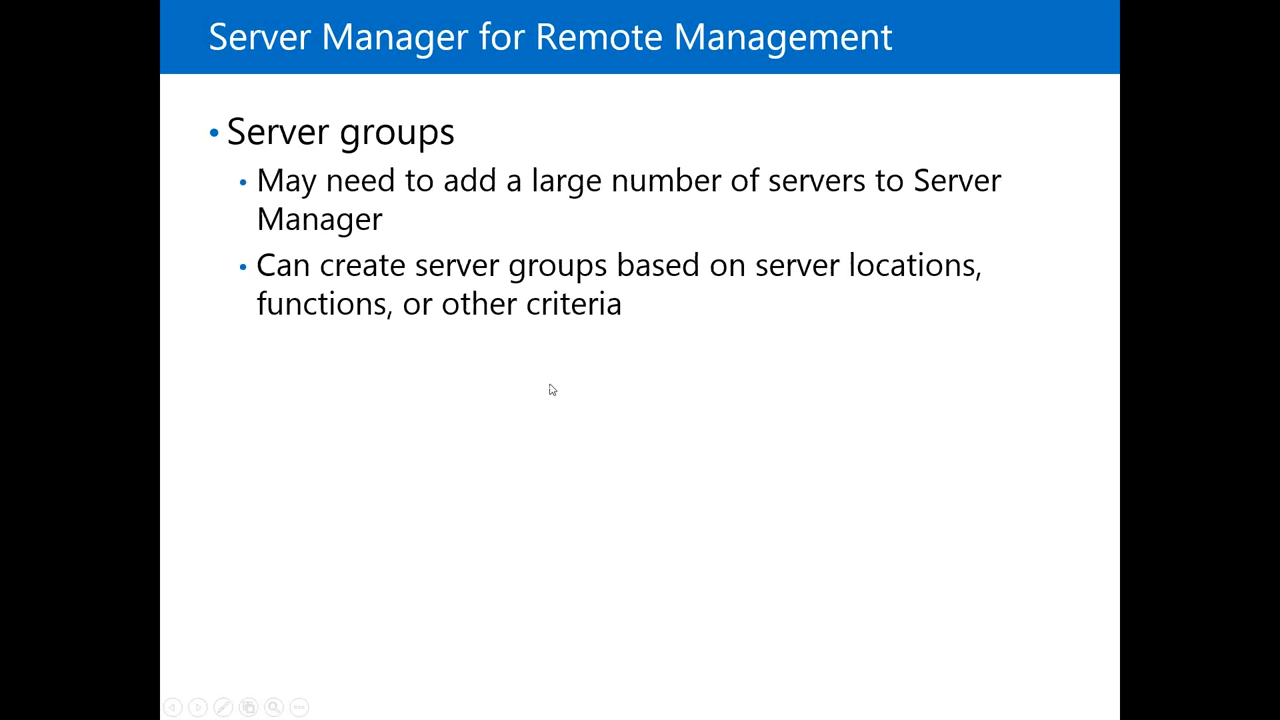 Server Manager for Remote Management
• Server groups
• May need to add a large number of servers to Server
Manager
• Can create server groups based on server locations,
functions, or other criteria